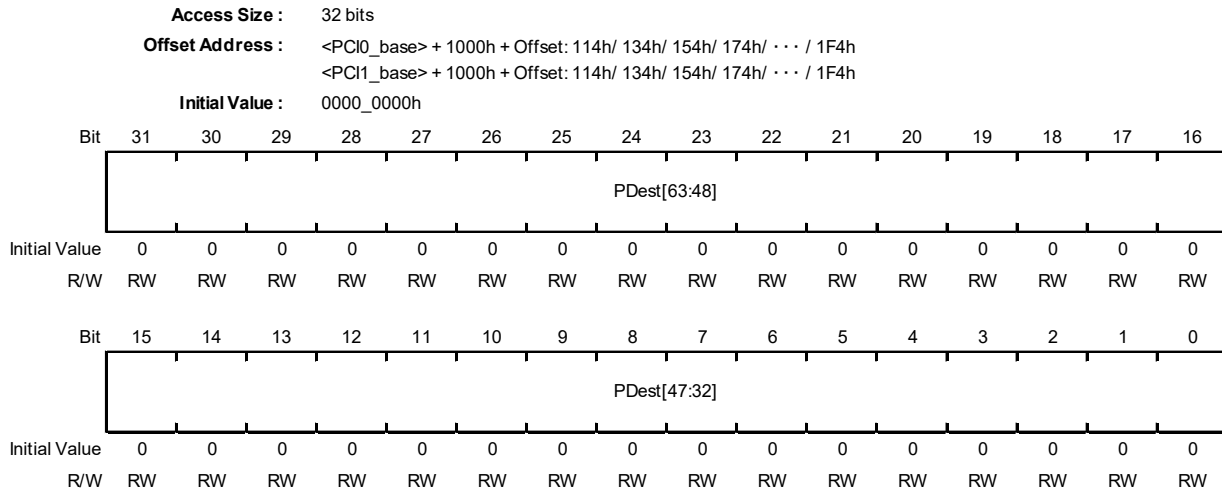 Access Size : 32 bits
Offset Address : <PCI0_base> + 1000h + Offset: 114h/ 134h/ 154h/ 174h/ ··· / 1F4h
<PCI1_base> + 1000h + Offset: 114h/ 134h/ 154h/ 174h/ ··· / 1F4h
Initial Value : 0000_0000h
Bit 31 30 29 28 27 26 25 24 23 22 21 20 19 18 17 16
PDest[63:48]
Initial Value 0 0 0 0 0 0 0 0 0 0 0 0 0 0 0 0
R/W RW RW RW RW RW RW RW RW RW RW RW RW RW RW RW RW
Bit 15 14 13 12 11 10 9 8 7 6 5 4 3 2 1 0
PDest[47:32]
Initial Value 0 0 0 0 0 0 0 0 0 0 0 0 0 0 0 0
R/W RW RW RW RW RW RW RW RW RW RW RW RW RW RW RW RW